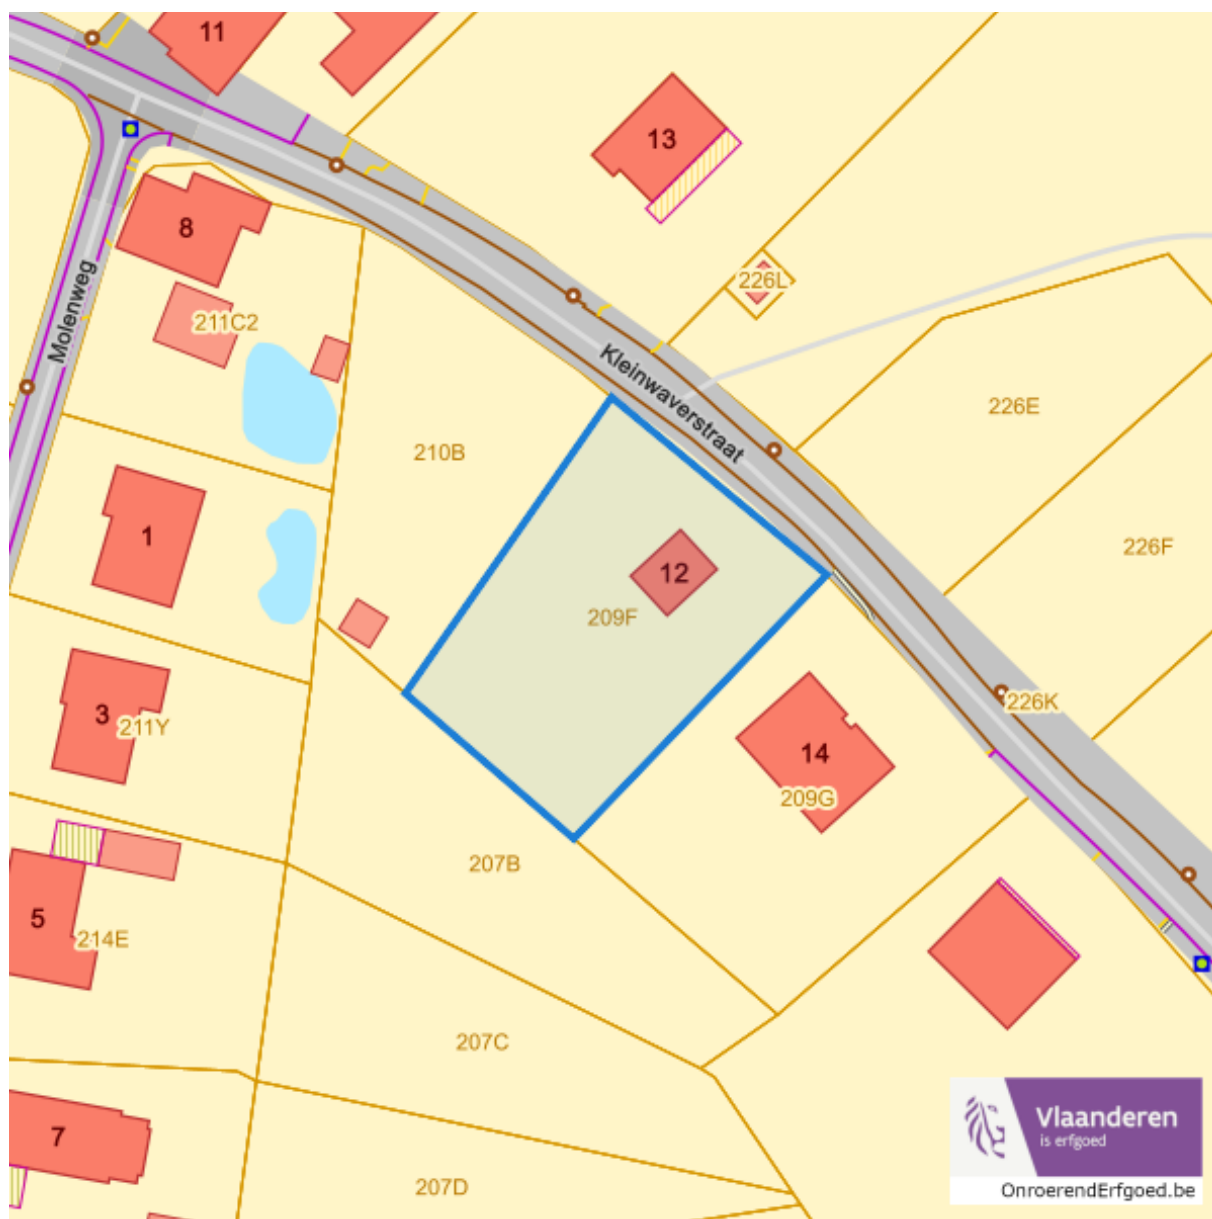 11
13
8
Molenweg
211C2
226L
Kleinwaverstraat
226E
210B
1
226F
12
209F
3
211Y
226K
14
209G
207B
5
214E
207C
7
207D
Vlaanderen
is erfgoed
OnroerendErfgoed.be